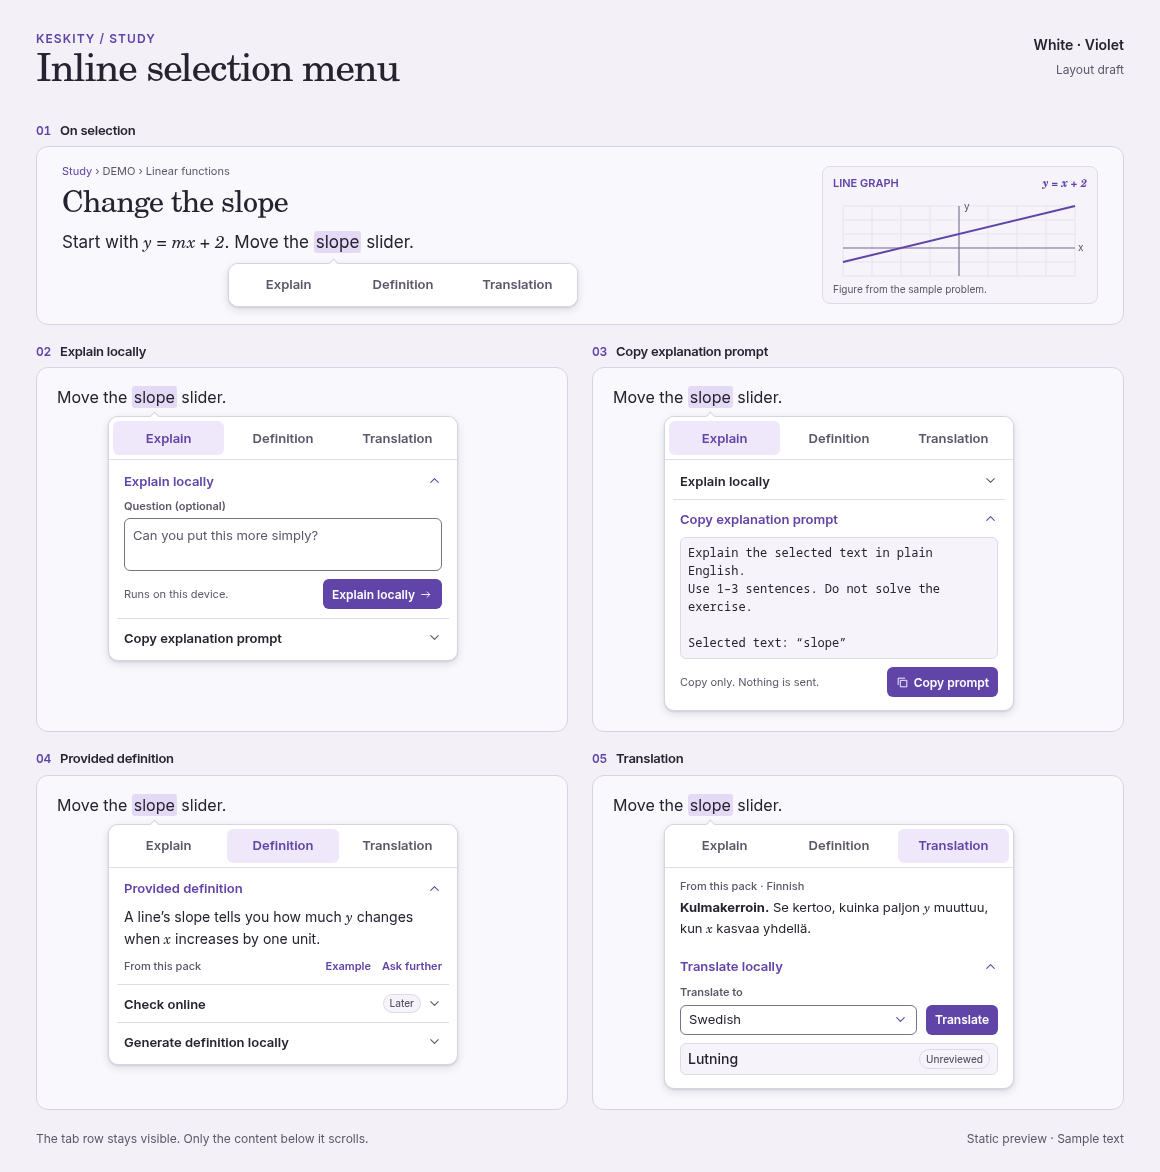 KESKITY / STUDY
Inline selection menu
White · Violet
Layout draft
01 On selection
Study › DEMO › Linear functions
Change the slope
Start with y = mx + 2. Move the slope slider.
Explain Definition Translation
LINE GRAPH y = x + 2
y
x
Figure from the sample problem.
02 Explain locally
Move the slope slider.
Explain Definition Translation
Explain locally
Question (optional)
Can you put this more simply?
Runs on this device. Explain locally →
Copy explanation prompt
03 Copy explanation prompt
Move the slope slider.
Explain Definition Translation
Explain locally
Copy explanation prompt
Explain the selected text in plain
English.
Use 1–3 sentences. Do not solve the
exercise.
Selected text: “slope”
Copy only. Nothing is sent. Copy prompt
04 Provided definition
Move the slope slider.
Explain Definition Translation
Provided definition
A line’s slope tells you how much y changes
when x increases by one unit.
From this pack Example Ask further
Check online Later
Generate definition locally
05 Translation
Move the slope slider.
Explain Definition Translation
From this pack · Finnish
Kulmakerroin. Se kertoo, kuinka paljon y muuttuu,
kun x kasvaa yhdellä.
Translate locally
Translate to
Swedish Translate
Lutning Unreviewed
The tab row stays visible. Only the content below it scrolls.
Static preview · Sample text